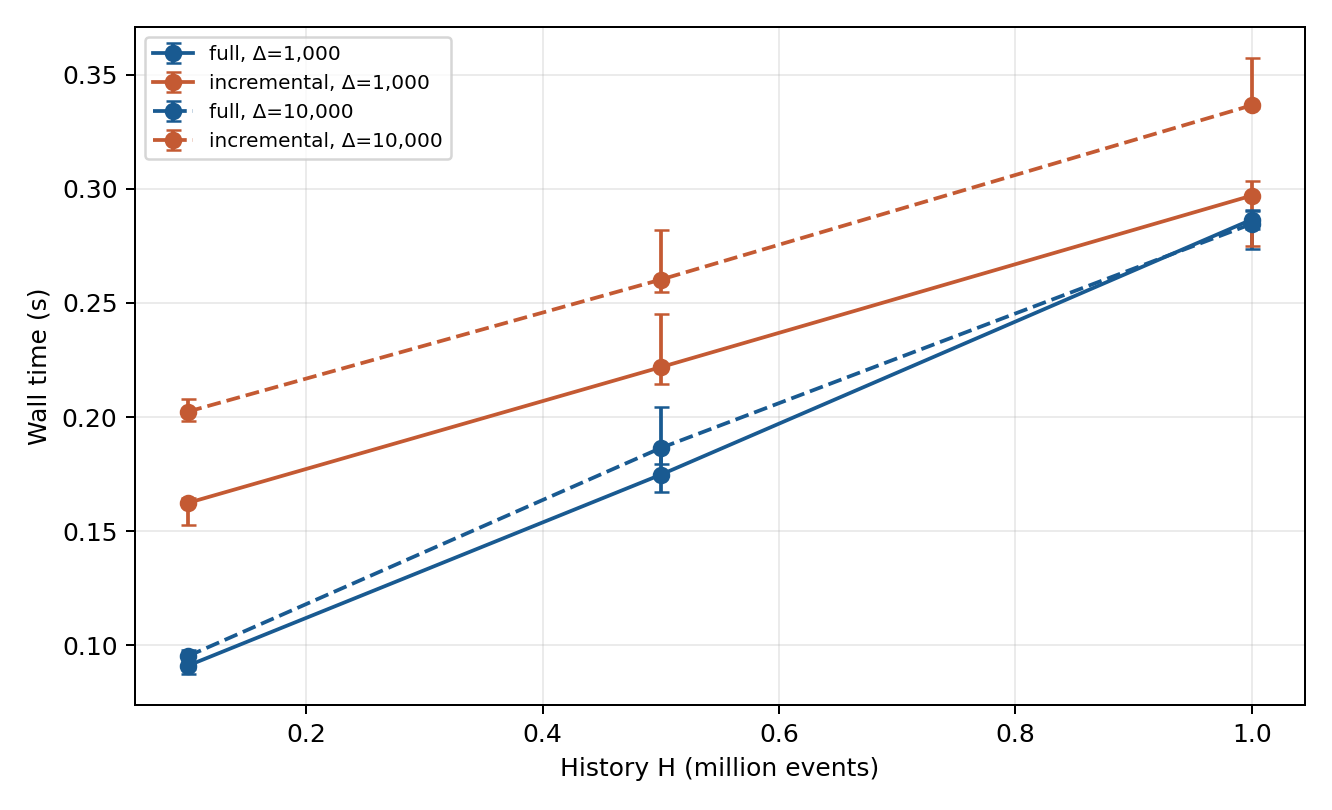 full, Δ=1,000
incremental, Δ=1,000
full, Δ=10,000
incremental, Δ=10,000
0.35
0.30
0.25
0.20
0.15
0.10
Wall time (s)
0.2 0.4 0.6 0.8 1.0
History H (million events)